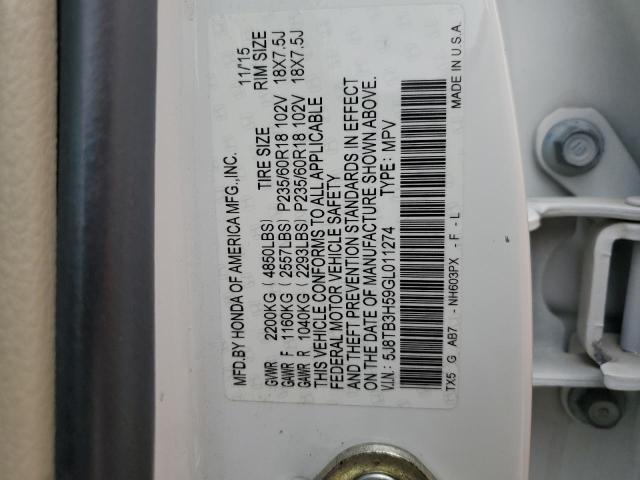 MFD.BY HONDA OF AMERICA MFG.,INC. 11/15
TIRE SIZE RIM SIZE
GVWR 2200KG (4850LBS)
GAWR F 1160KG (2557LBS) P235/60R18 102V 18X7.5J
GAWR R 1040KG (2293LBS) P235/60R18 102V 18X7.5J
THIS VEHICLE CONFORMS TO ALL APPLICABLE
FEDERAL MOTOR VEHICLE SAFETY
AND THEFT PREVENTION STANDARDS IN EFFECT
ON THE DATE OF MANUFACTURE SHOWN ABOVE.
V.I.N.: 5J8TB3H59GL011274 TYPE: MPV
TX5 G AB7 - NH603PX - F - L MADE IN U.S.A.